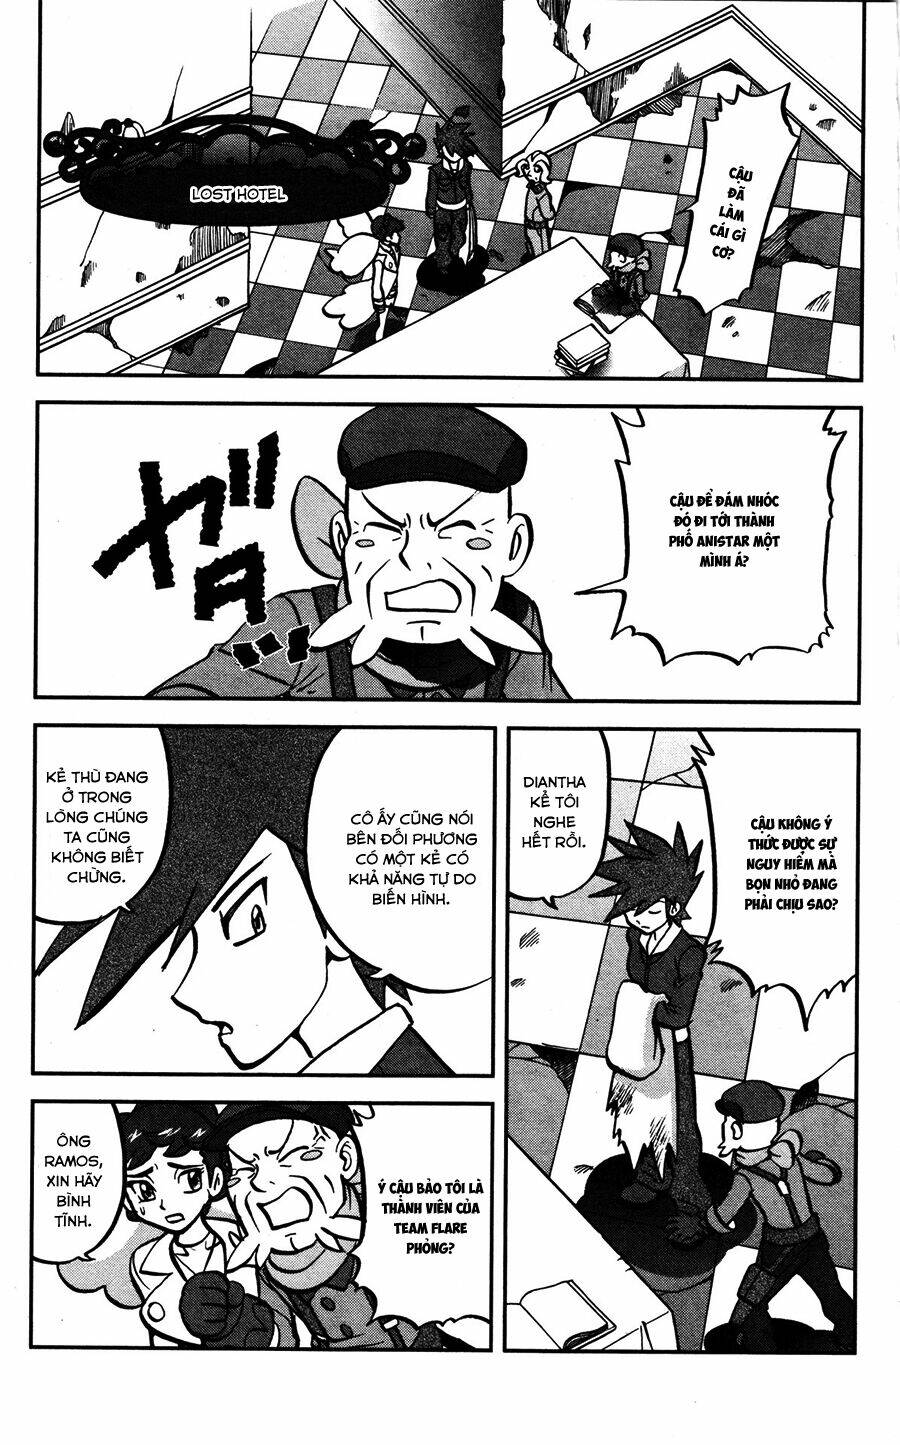 CẬU
ĐÃ
LÀM
CÁI GÌ
CƠ?
LOST HOTEL
CẬU ĐỂ ĐÁM NHÓC
ĐÓ ĐI TỚI THÀNH
PHỐ ANISTAR MỘT
MÌNH Á?
ガタッ
CẬU KHÔNG Ý
THỨC ĐƯỢC SỰ
NGUY HIỂM MÀ
BỌN NHỎ ĐANG
PHẢI CHỊU SAO?
DIANTHA
KỂ TÔI
NGHE
HẾT RỒI.
CÔ ẤY CŨNG NÓI
BÊN ĐỐI PHƯƠNG
CÓ MỘT KẺ CÓ
KHẢ NĂNG TỰ DO
BIẾN HÌNH.
KẺ THÙ ĐANG
Ở TRONG
LÒNG CHÚNG
TA CŨNG
KHÔNG BIẾT
CHỪNG.
Ý CẬU BẢO TÔI LÀ
THÀNH VIÊN CỦA
TEAM FLARE
PHỎNG?
ÔNG
RAMOS,
XIN HÃY
BÌNH
TĨNH.